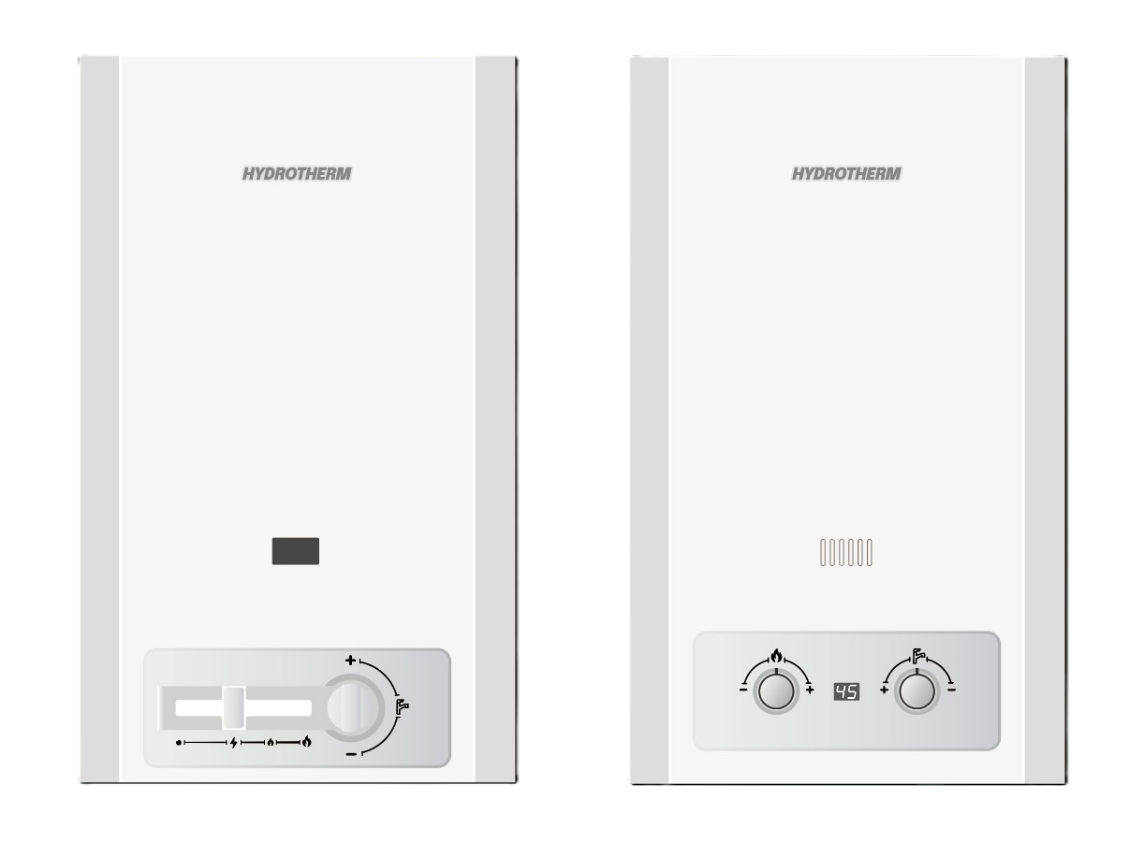 HYDROTHERM
+
−
HYDROTHERM
− +
45
+ −